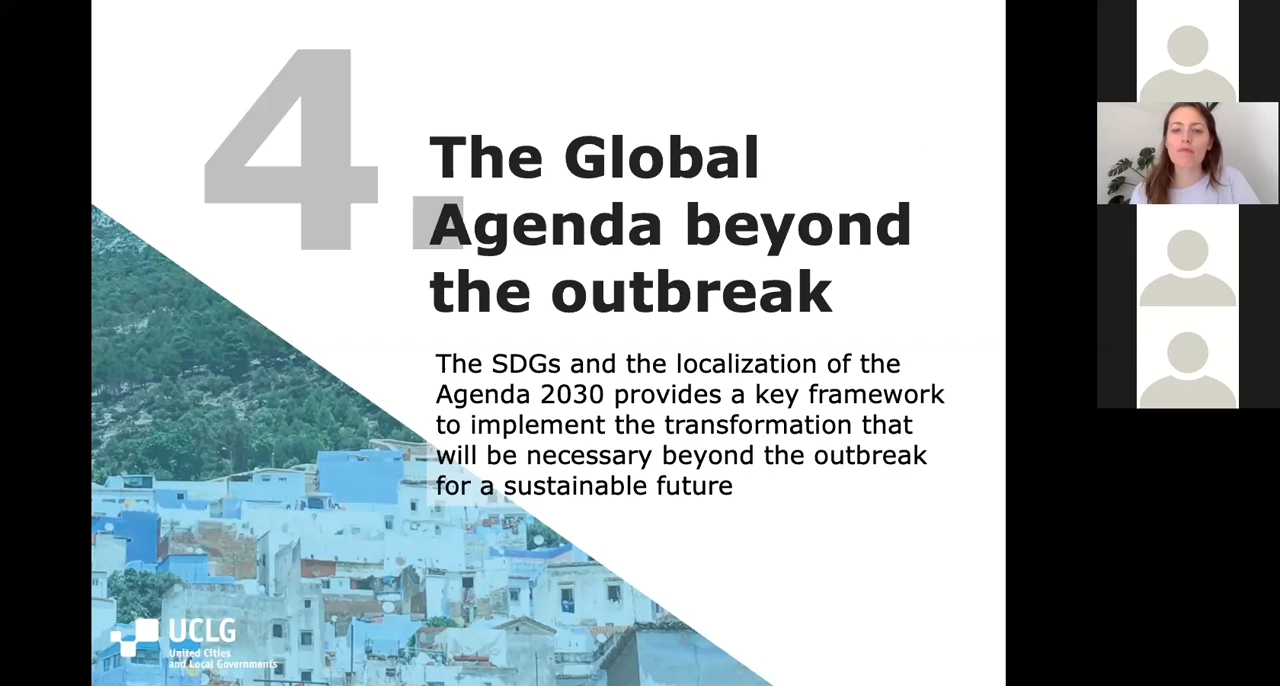 4.
The Global
Agenda beyond
the outbreak
The SDGs and the localization of the
Agenda 2030 provides a key framework
to implement the transformation that
will be necessary beyond the outbreak
for a sustainable future
UCLG
United Cities
and Local Governments